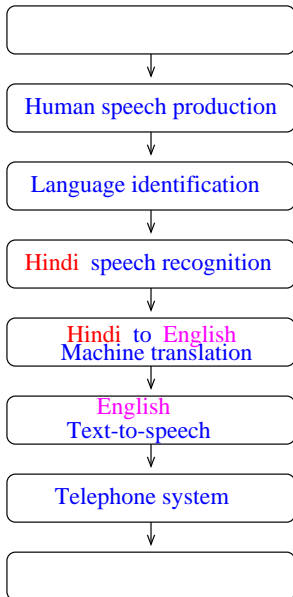 Human speech production
Language identification
Hindi speech recognition
Hindi to English
Machine translation
English
Text-to-speech
Telephone system